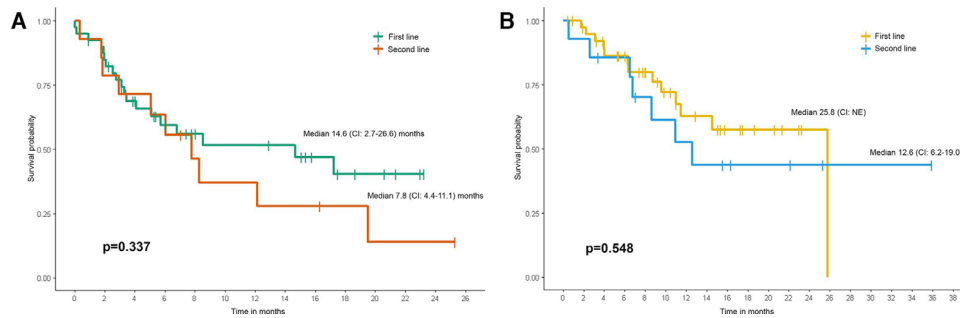 A
First line
Second line
Median 14.6 (CI: 2.7-26.6) months
Median 7.8 (CI: 4.4-11.1) months
p=0.337
Survival probability
1.00
0.75
0.50
0.25
0.00
0 2 4 6 8 10 12 14 16 18 20 22 24 26
Time in months
B
First line
Second line
Median 25.8 (CI: NE)
Median 12.6 (CI: 6.2-19.0
p=0.548
Survival probability
1.00
0.75
0.50
0.25
0.00
0 2 4 6 8 10 12 14 16 18 20 22 24 26 28 30 32 34 36 38
Time in months